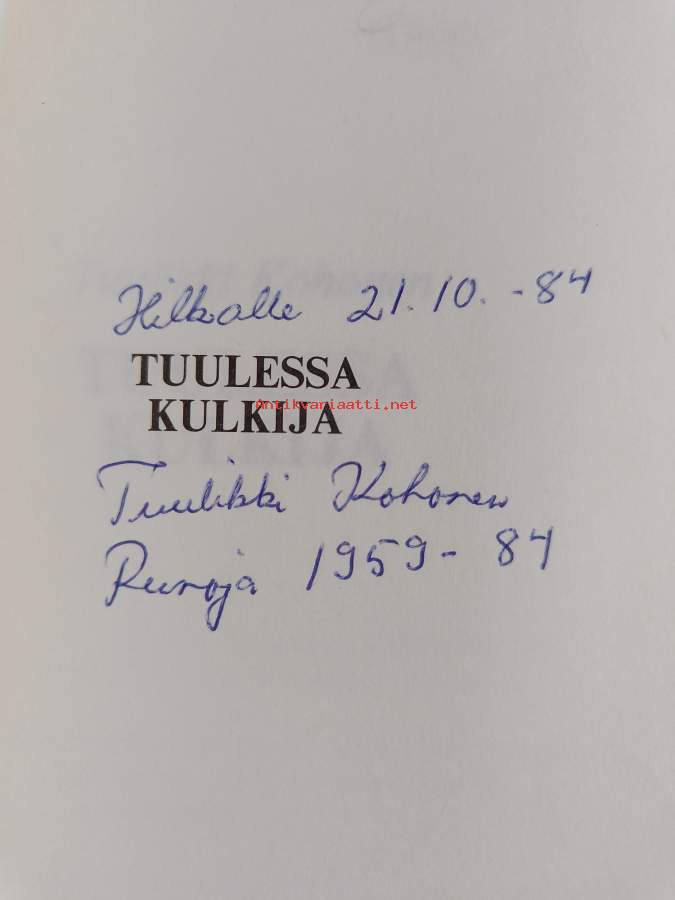 Hilkalle 21.10. -84
TUULESSA
Antikvariaatti.net
KULKIJA
Tuulikki Kohonen
Runoja 1959 - 84